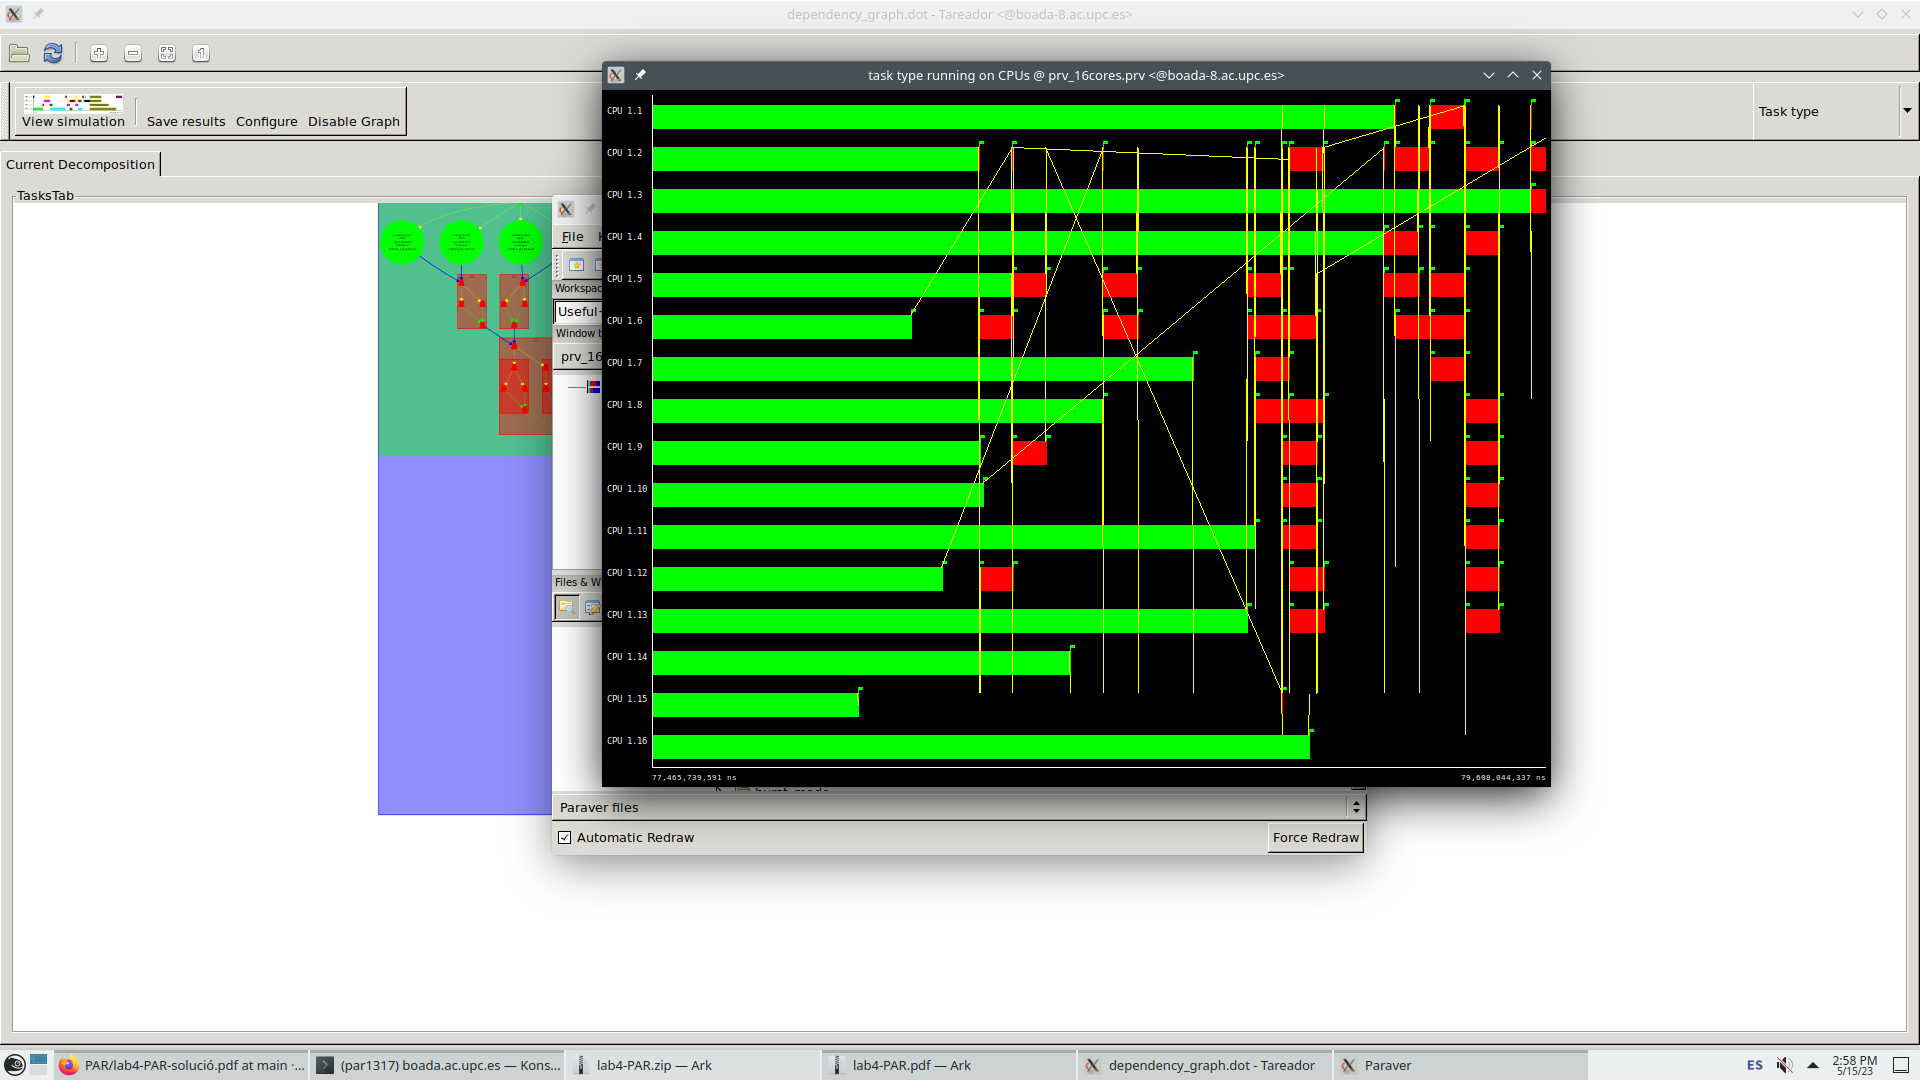 dependency_graph.dot - Tareador <@boada-8.ac.upc.es>
View simulation
Save results
Configure
Disable Graph
Task type
Current Decomposition
TasksTab
File
Workspac
Useful-
Window b
prv_16
Files & W
Paraver files
Automatic Redraw
Force Redraw
task type running on CPUs @ prv_16cores.prv <@boada-8.ac.upc.es>
CPU 1.1
CPU 1.2
CPU 1.3
CPU 1.4
CPU 1.5
CPU 1.6
CPU 1.7
CPU 1.8
CPU 1.9
CPU 1.10
CPU 1.11
CPU 1.12
CPU 1.13
CPU 1.14
CPU 1.15
CPU 1.16
77,465,739,591 ns
79,608,044,337 ns
PAR/lab4-PAR-solució.pdf at main ·...
(par1317) boada.ac.upc.es — Kons...
lab4-PAR.zip — Ark
lab4-PAR.pdf — Ark
dependency_graph.dot - Tareador
Paraver
ES
2:58 PM
5/15/23